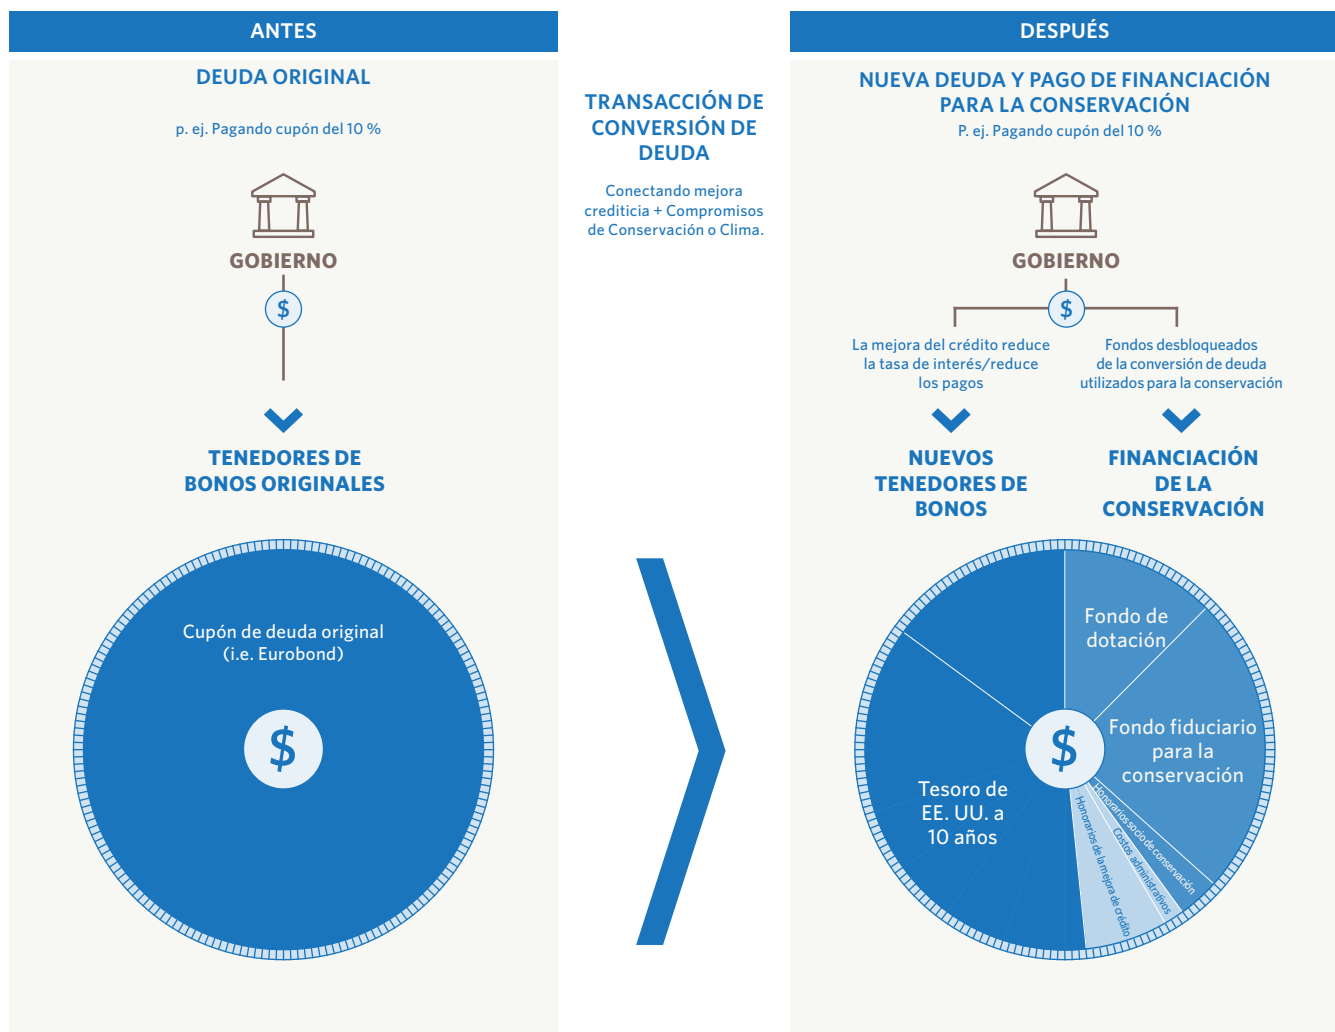 ANTES
DEUDA ORIGINAL
p. ej. Pagando cupón del 10 %
GOBIERNO
$
TENEDORES DE
BONOS ORIGINALES
Cupón de deuda original
(i.e. Eurobond)
$
TRANSACCIÓN DE
CONVERSIÓN DE
DEUDA
Conectando mejora
crediticia + Compromisos
de Conservación o Clima.
DESPUÉS
NUEVA DEUDA Y PAGO DE FINANCIACIÓN
PARA LA CONSERVACIÓN
P. ej. Pagando cupón del 10 %
GOBIERNO
$
La mejora del crédito reduce
la tasa de interés/reduce
los pagos
Fondos desbloqueados
de la conversión de deuda
utilizados para la conservación
NUEVOS
TENEDORES DE
BONOS
FINANCIACIÓN
DE LA
CONSERVACIÓN
Fondo de
dotación
Fondo fiduciario
para la
conservación
$
Tesoro de
EE. UU. a
10 años
Honorarios socio de conservación
Costos administrativos
Honorarios de la mejora de crédito